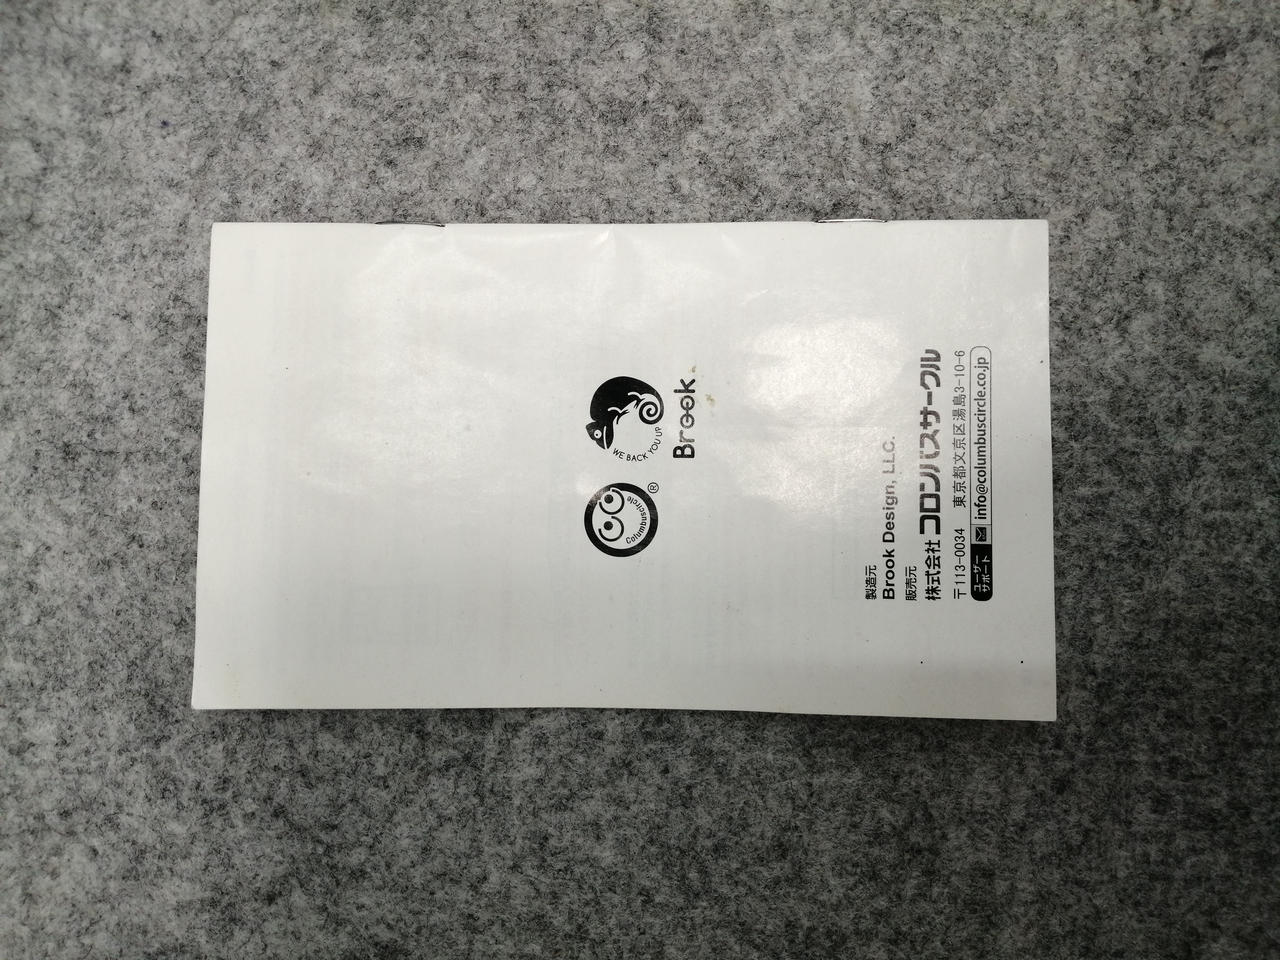 Columbuscircle
®
WE BACK YOU UP
Brook
製造元
Brook Design, LLC.
販売元
株式会社 コロンバスサークル
〒113-0034 東京都文京区湯島3-10-6
ユーザーサポート info@columbuscircle.co.jp